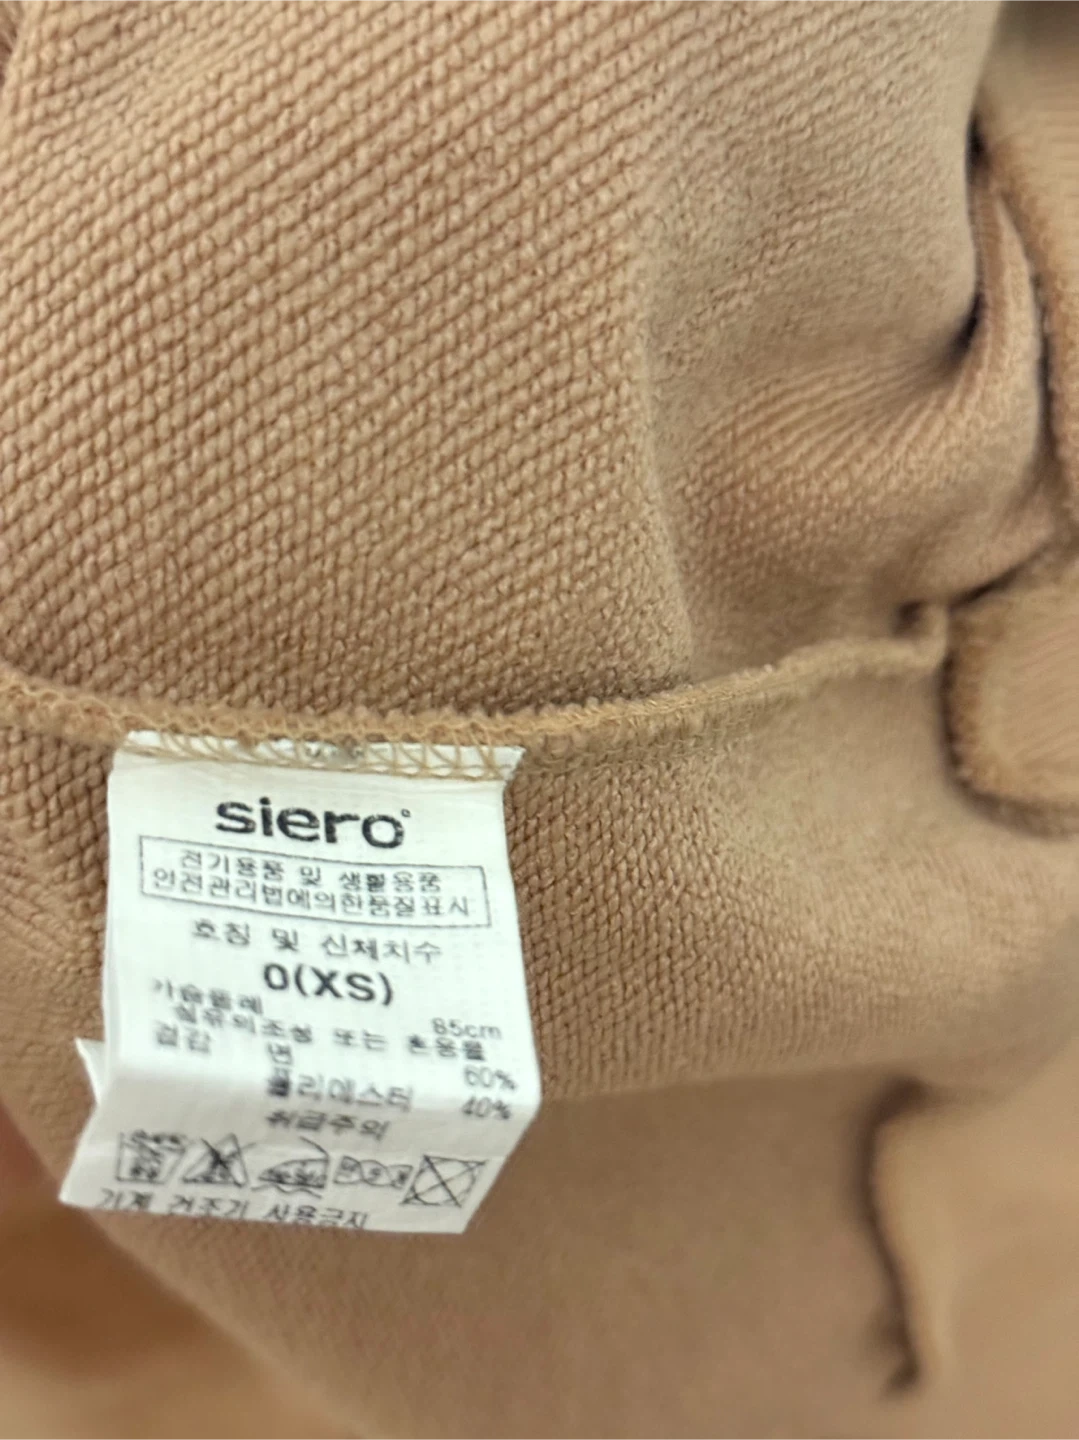 siero°
전기용품 및 생활용품
안전관리법에의한품질표시
호칭 및 신체치수
0(XS)
가슴둘레 85cm
섬유의조성 또는 혼용률
겉감 면 60%
폴리에스터 40%
취급주의
기계 건조기 사용금지